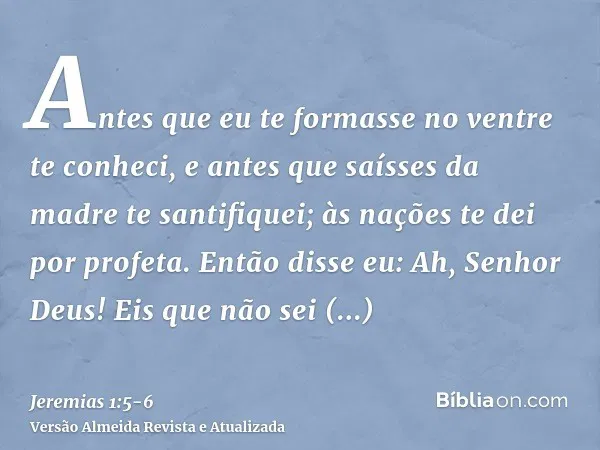 Antes que eu te formasse no ventre
te conheci, e antes que saísses da
madre te santifiquei; às nações te dei
por profeta. Então disse eu: Ah, Senhor
Deus! Eis que não sei (...)
Jeremias 1:5-6
Versão Almeida Revista e Atualizada
Bíbliaon.com